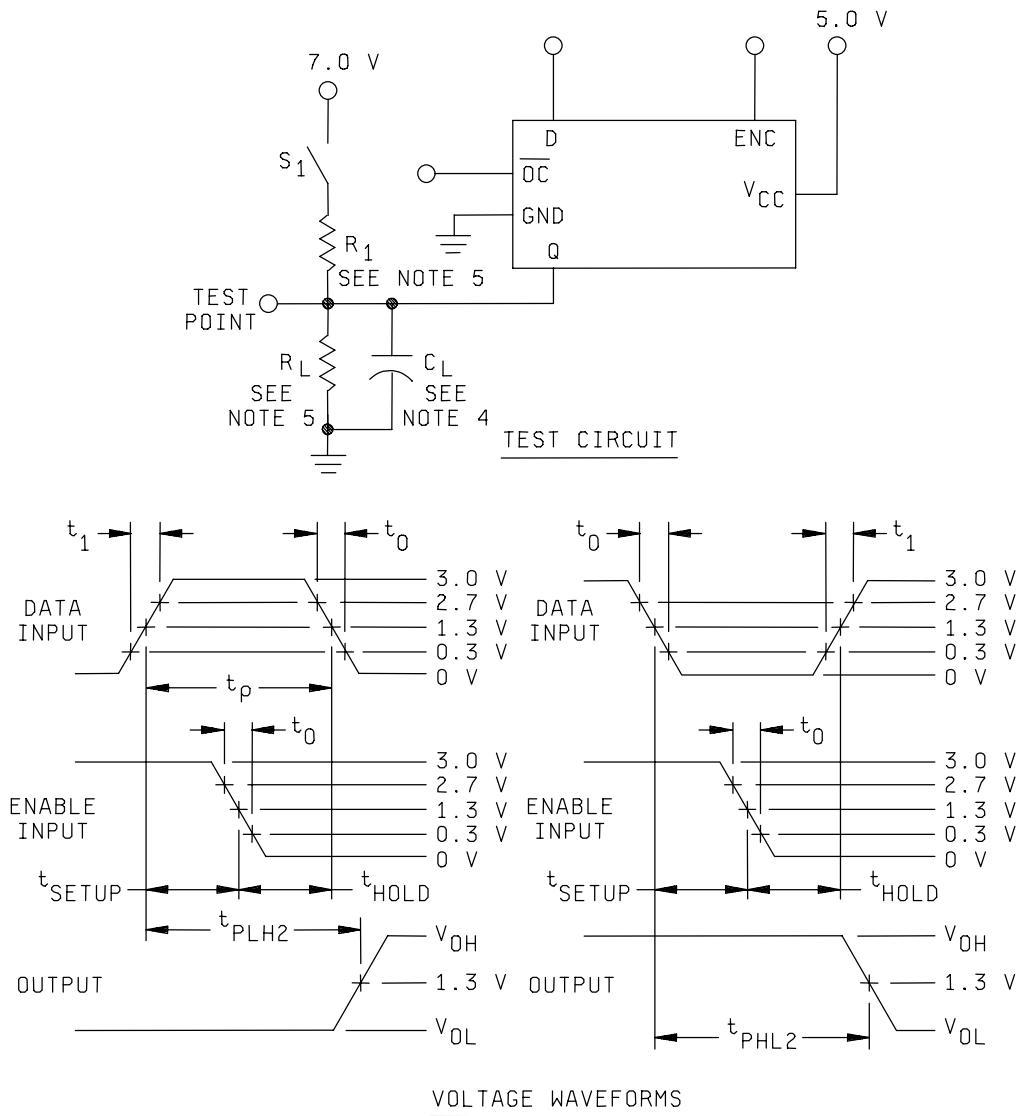 5.0 V
7.0 V
D
ENC
S1
OC
VCC
GND
R1
Q
SEE NOTE 5
TEST
POINT
RL
CL
SEE
NOTE 5
SEE
NOTE 4
TEST CIRCUIT
t1
t0
t0
t1
DATA
INPUT
3.0 V
2.7 V
1.3 V
0.3 V
0 V
DATA
INPUT
3.0 V
2.7 V
1.3 V
0.3 V
0 V
tp
t0
t0
ENABLE
INPUT
3.0 V
2.7 V
1.3 V
0.3 V
0 V
ENABLE
INPUT
3.0 V
2.7 V
1.3 V
0.3 V
0 V
tSETUP
tHOLD
tSETUP
tHOLD
tPLH2
OUTPUT
VOH
1.3 V
VOL
OUTPUT
VOH
1.3 V
VOL
tPHL2
VOLTAGE WAVEFORMS